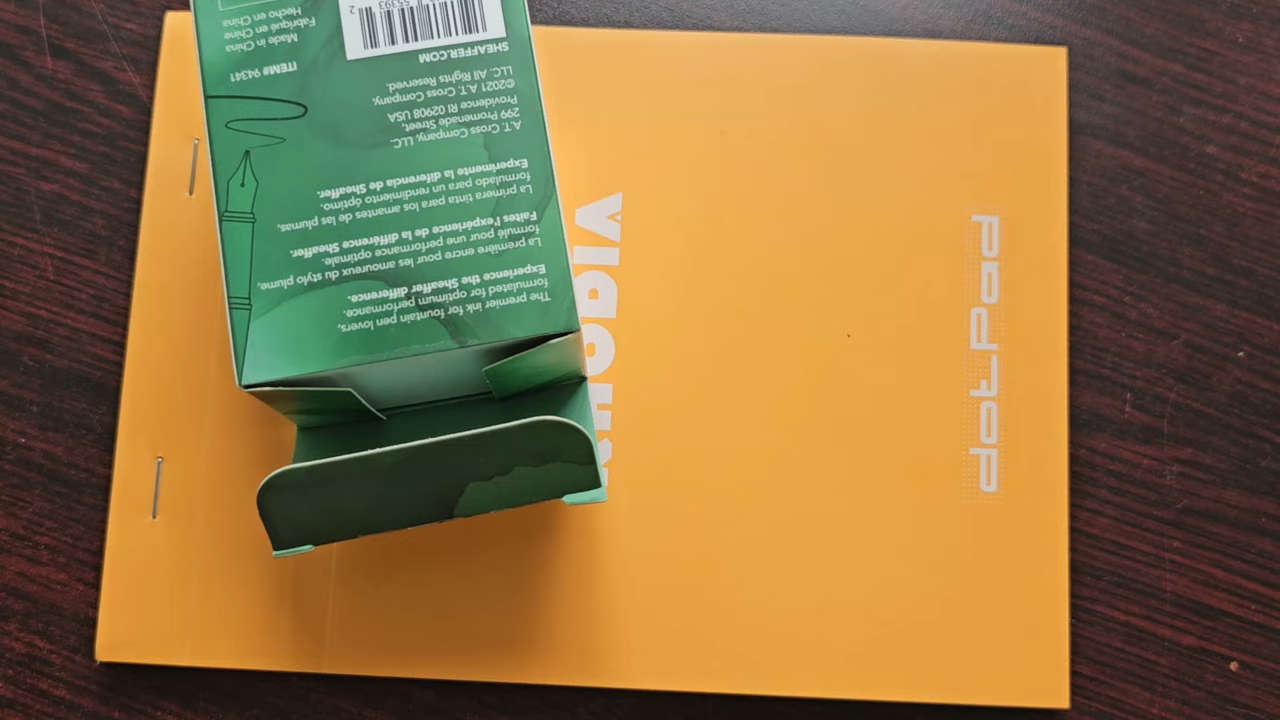 The premier ink for fountain pen lovers,
formulated for optimum performance.
Experience the Sheaffer difference.
La première encre pour les amoureux du stylo plume,
formulé pour une performance optimale.
Faites l'expérience de la différence Sheaffer.
La primera tinta para los amantes de las plumas,
formulado para un rendimiento óptimo.
Experimente la diferencia de Sheaffer.
A.T. Cross Company, LLC.
299 Promenade Street,
Providence RI 02908 USA
©2021 A.T. Cross Company,
LLC. All Rights Reserved.
SHEAFFER.COM
ITEM# 94341
Made in China
Fabriqué en China
Hecho en China
55393
2
dotPad